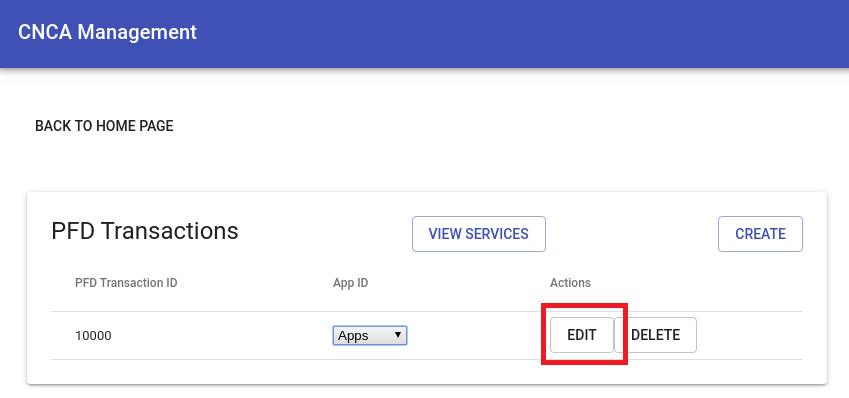 CNCA Management
BACK TO HOME PAGE
PFD Transactions VIEW SERVICES CREATE
PFD Transaction ID App ID Actions
10000 Apps EDIT DELETE